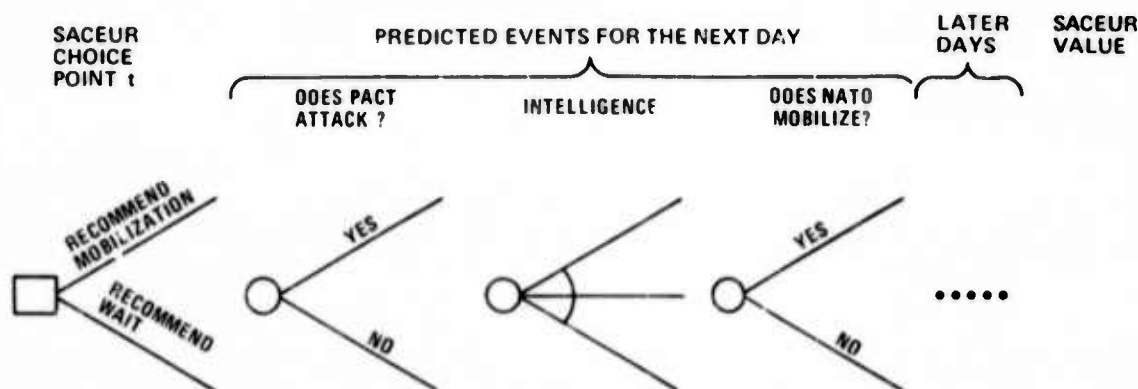 SACEUR
CHOICE
POINT t
PREDICTED EVENTS FOR THE NEXT DAY
LATER
DAYS
SACEUR
VALUE
DOES PACT
ATTACK ?
INTELLIGENCE
DOES NATO
MOBILIZE?
RECOMMEND
MOBILIZATION
RECOMMEND
WAIT
YES
NO
YES
NO